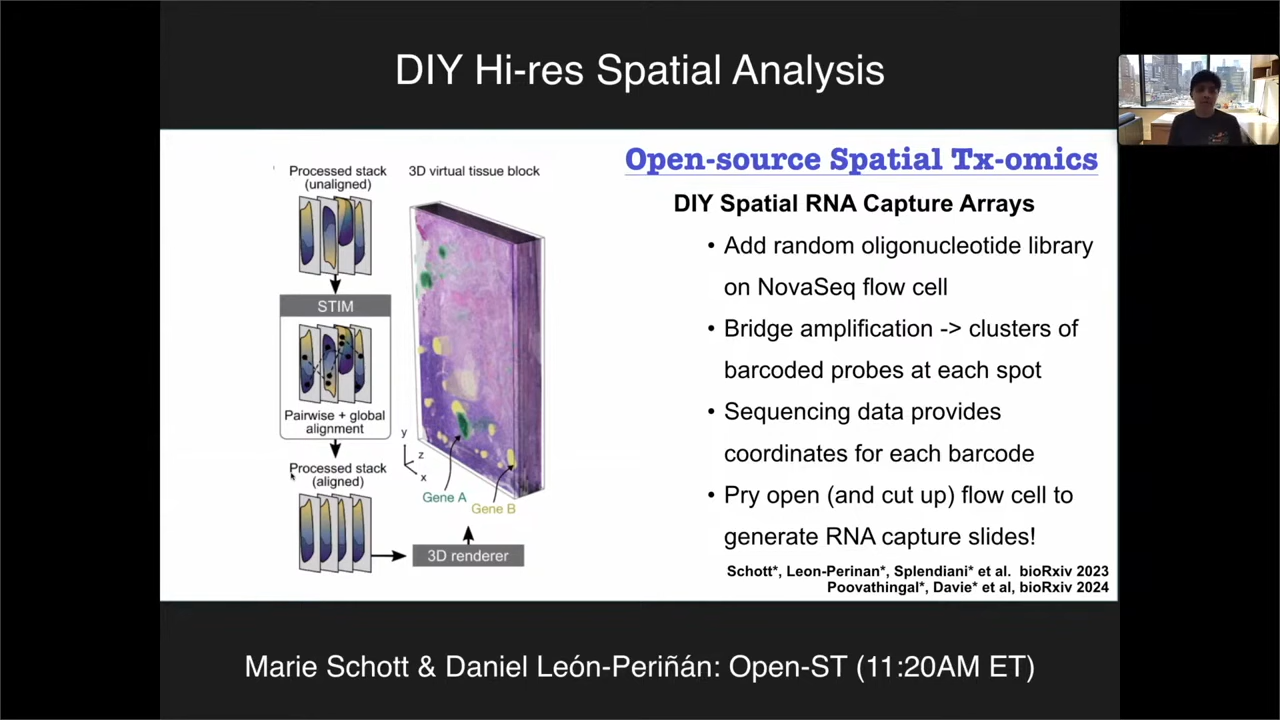 DIY Hi-res Spatial Analysis
Processed stack
(unaligned)
STIM
Pairwise + global
alignment
Processed stack
(aligned)
3D virtual tissue block
y
z
x
Gene A
Gene B
3D renderer
Open-source Spatial Tx-omics
DIY Spatial RNA Capture Arrays
• Add random oligonucleotide library
on NovaSeq flow cell
• Bridge amplification -> clusters of
barcoded probes at each spot
• Sequencing data provides
coordinates for each barcode
• Pry open (and cut up) flow cell to
generate RNA capture slides!
Schott*, Leon-Perinan*, Splendiani* et al. bioRxiv 2023
Poovathingal*, Davie* et al, bioRxiv 2024
Marie Schott & Daniel León-Periñán: Open-ST (11:20AM ET)